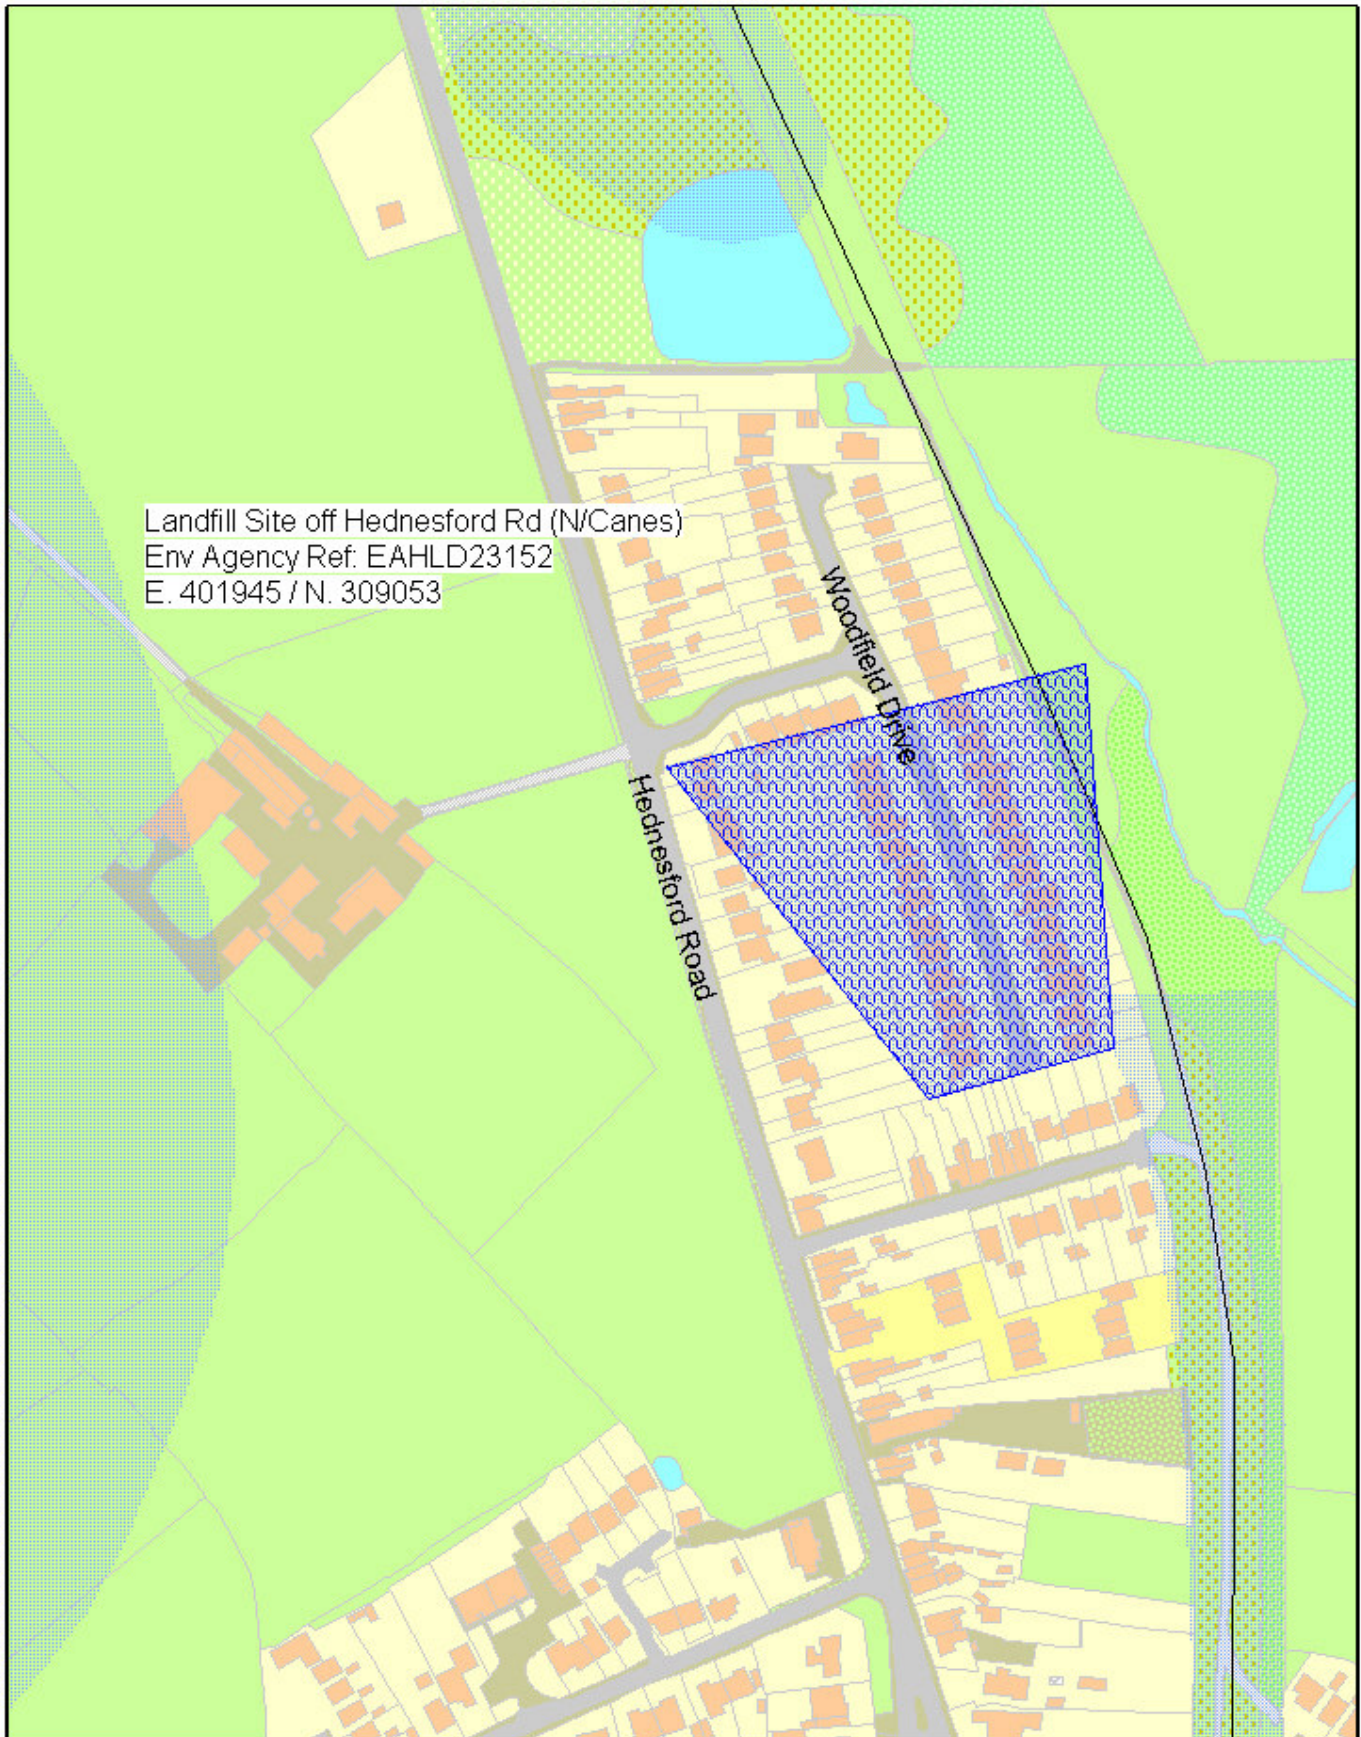 Landfill Site off Hednesford Rd (N/Canes)
Env Agency Ref: EAHLD23152
E. 401945 / N. 309053
Woodfield Drive
Hednesford Road